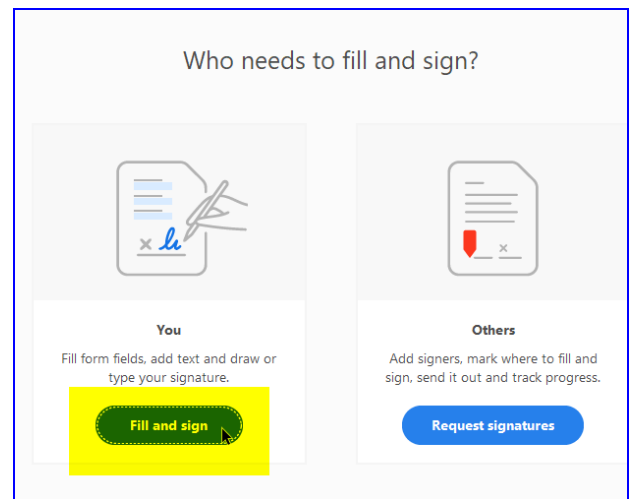 Who needs to fill and sign?
You
Fill form fields, add text and draw or
type your signature.
Fill and sign
Others
Add signers, mark where to fill and
sign, send it out and track progress.
Request signatures